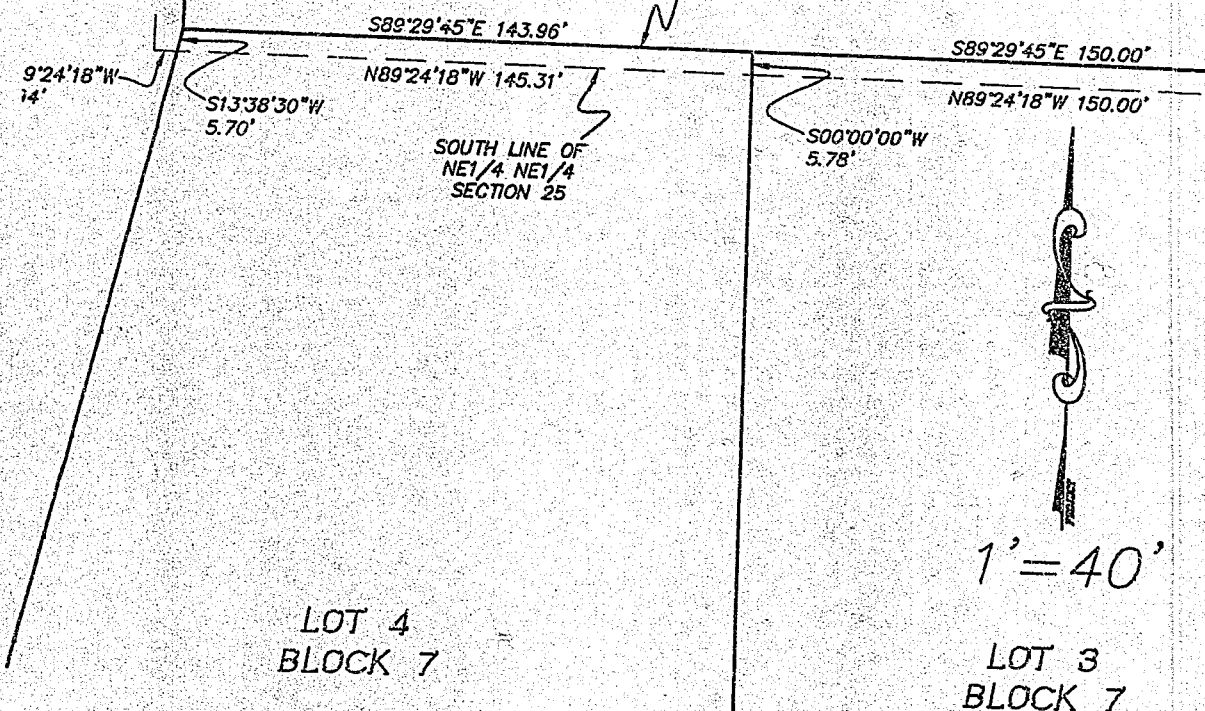 S89°29'45"E 143.96'
S89°29'45"E 150.00'
9°24'18"W
14'
N89°24'18"W 145.31'
N89°24'18"W 150.00'
S13°38'30"W
5.70'
S00°00'00"W
5.78'
SOUTH LINE OF
NE1/4 NE1/4
SECTION 25
PROJECT
1'=40'
LOT 4
BLOCK 7
LOT 3
BLOCK 7